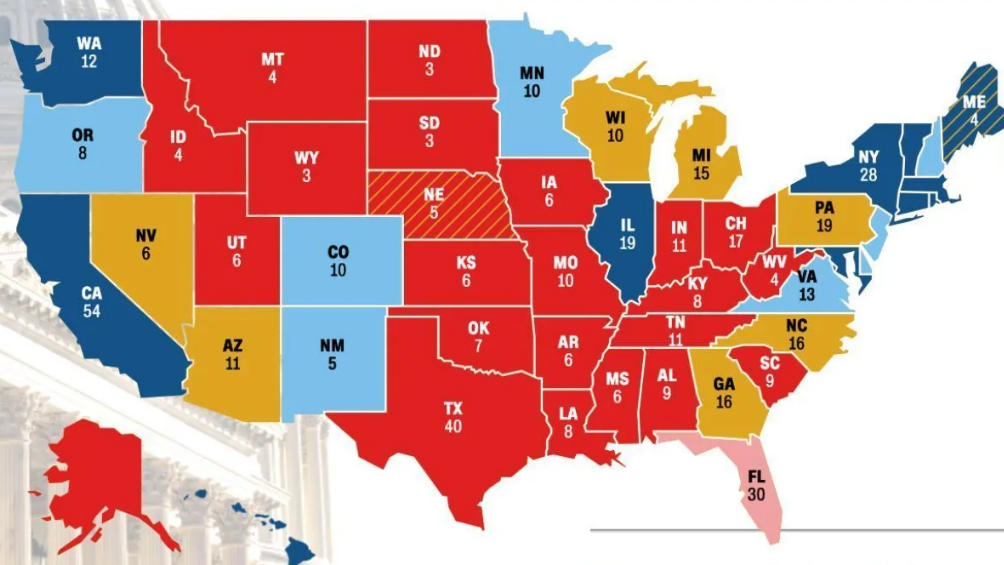 WA
12
MT
4
ND
3
MN
10
ME
4
OR
8
ID
4
SD
3
WI
10
MI
15
NY
28
WY
3
NE
5
IA
6
PA
19
NV
6
UT
6
CO
10
IL
19
IN
11
CH
17
KS
6
MO
10
WV
4
VA
13
CA
54
KY
8
AZ
11
NM
5
OK
7
AR
6
TN
11
NC
16
MS
6
AL
9
GA
16
SC
9
TX
40
LA
8
FL
30